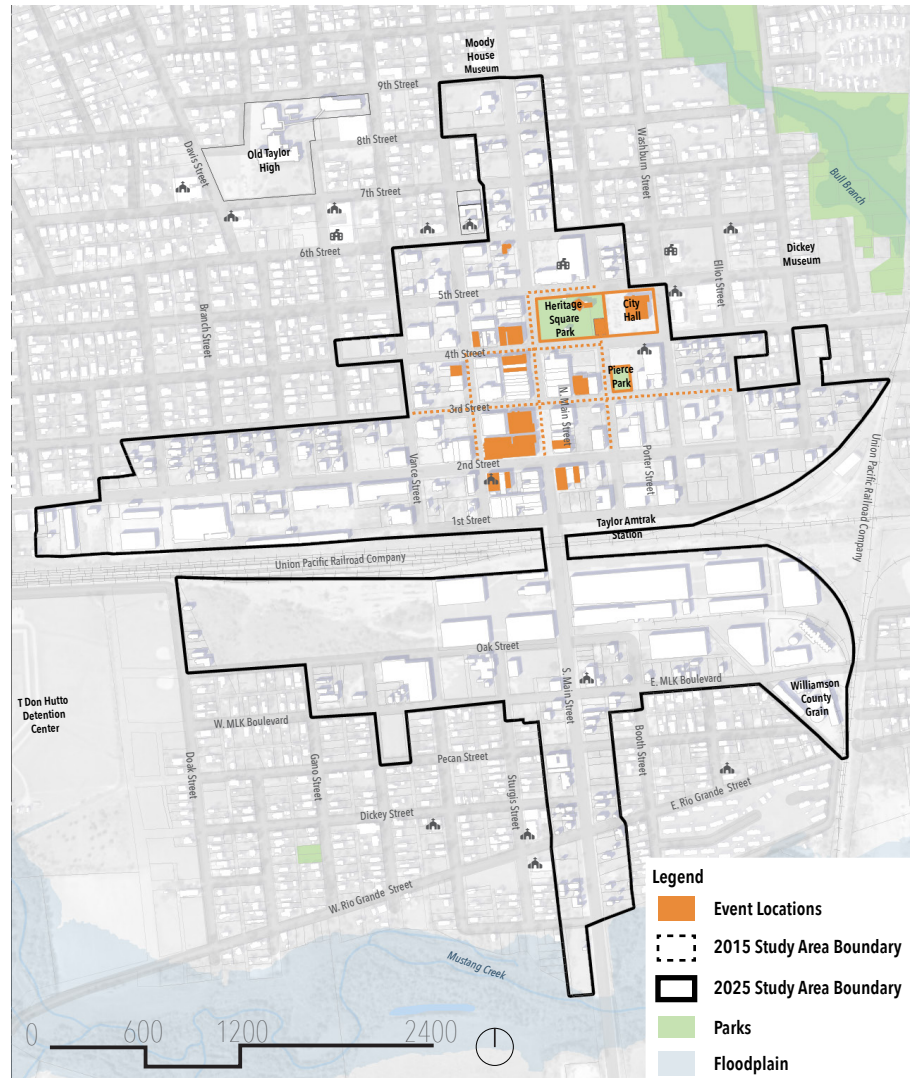 Moody
House
Museum
9th Street
8th Street
Old Taylor
High
Davis Street
Washburn Street
7th Street
Bull Branch
6th Street
Dickey
Museum
Elliot Street
5th Street
Branch Street
Heritage
Square
Park
City
Hall
4th Street
Pierce
Park
3rd Street
N. Main Street
2nd Street
Vance Street
Porter Street
Union Pacific Railroad Company
1st Street
Taylor Amtrak
Station
Union Pacific Railroad Company
Oak Street
S. Main Street
E. MLK Boulevard
Williamson
County
Grain
T Don Hutto
Detention
Center
W. MLK Boulevard
Doak Street
Gano Street
Pecan Street
Sturgis Street
Booth Street
Dickey Street
E. Rio Grande Street
W. Rio Grande Street
Mustang Creek
Legend
Event Locations
2015 Study Area Boundary
2025 Study Area Boundary
Parks
Floodplain
0 600 1200 2400